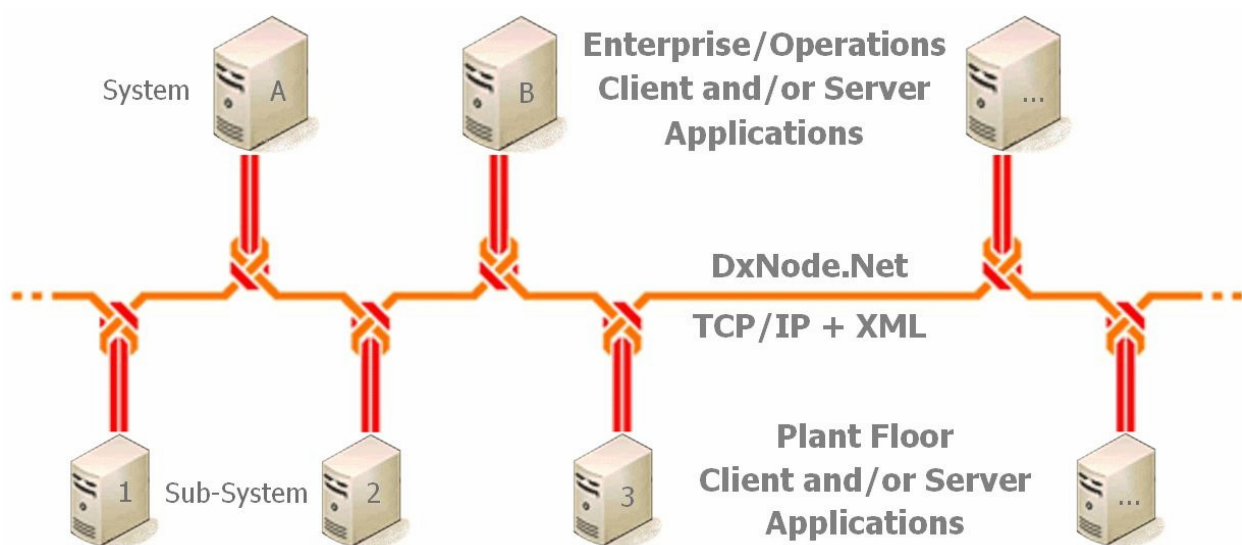 Enterprise/Operations
Client and/or Server
Applications
System
A
B
...
DxNode.Net
TCP/IP + XML
Plant Floor
Client and/or Server
Applications
1
Sub-System
2
3
...